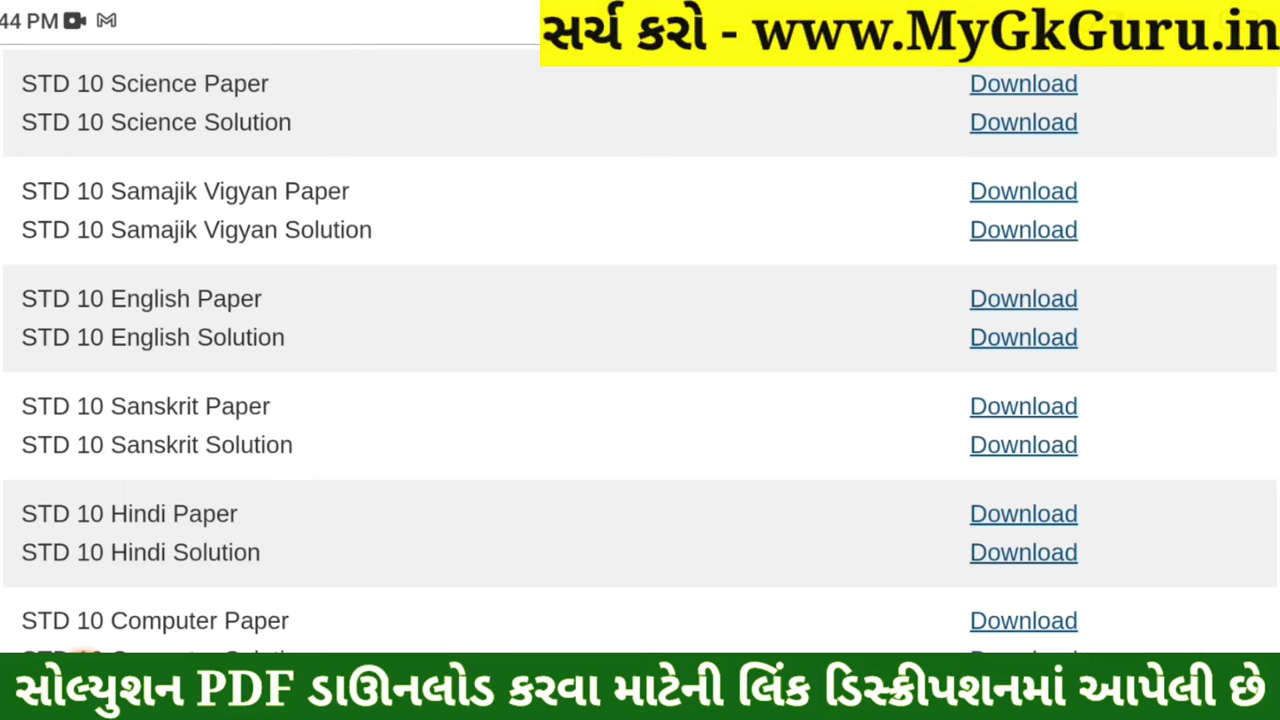 44 PM
સર્ચ કરો - www.MyGkGuru.in
STD 10 Science Paper Download
STD 10 Science Solution Download
STD 10 Samajik Vigyan Paper Download
STD 10 Samajik Vigyan Solution Download
STD 10 English Paper Download
STD 10 English Solution Download
STD 10 Sanskrit Paper Download
STD 10 Sanskrit Solution Download
STD 10 Hindi Paper Download
STD 10 Hindi Solution Download
STD 10 Computer Paper Download
સોલ્યુશન PDF ડાઊનલોડ કરવા માટેની લિંક ડિસ્ક્રીપશનમાં આપેલી છે